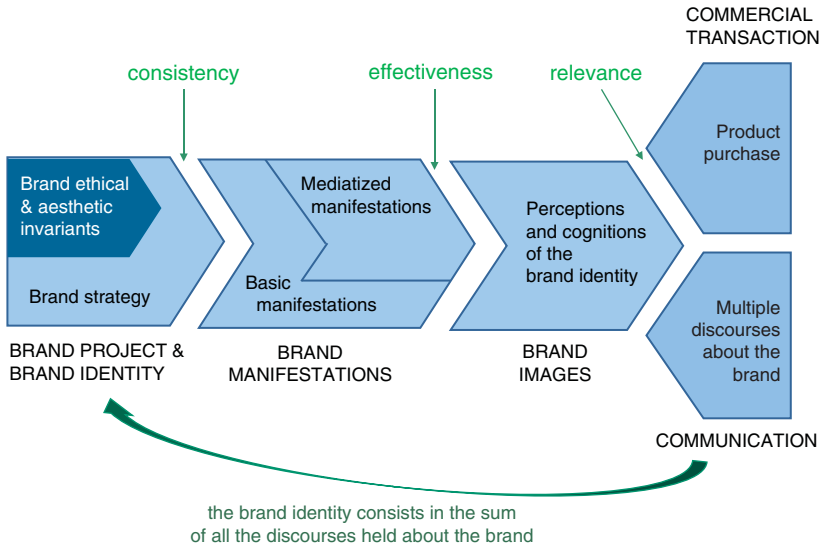 COMMERCIAL
TRANSACTION
consistency
effectiveness
relevance
Brand ethical
& aesthetic
invariants
Brand strategy
Mediatized
manifestations
Basic
manifestations
Perceptions
and cognitions
of the
brand identity
Product
purchase
Multiple
discourses
about the
brand
BRAND PROJECT &
BRAND IDENTITY
BRAND
MANIFESTATIONS
BRAND
IMAGES
COMMUNICATION
the brand identity consists in the sum
of all the discourses held about the brand